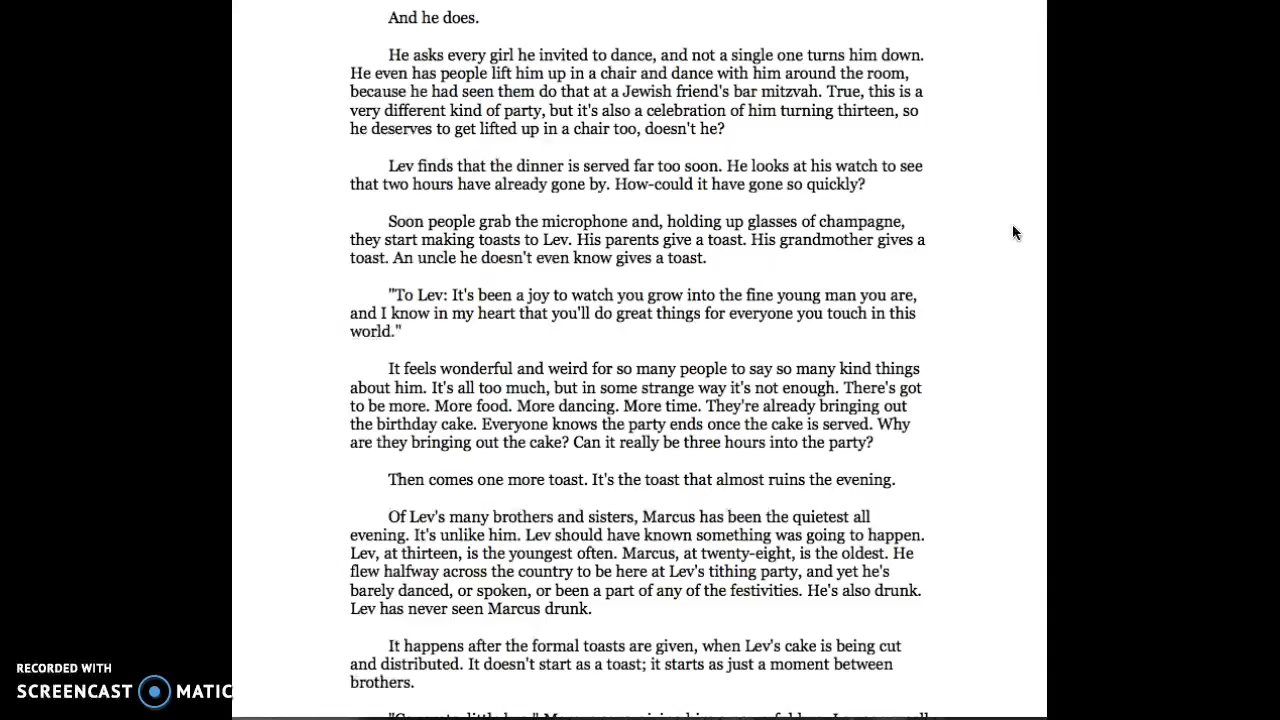 And he does.
He asks every girl he invited to dance, and not a single one turns him down.
He even has people lift him up in a chair and dance with him around the room,
because he had seen them do that at a Jewish friend's bar mitzvah. True, this is a
very different kind of party, but it's also a celebration of him turning thirteen, so
he deserves to get lifted up in a chair too, doesn't he?
Lev finds that the dinner is served far too soon. He looks at his watch to see
that two hours have already gone by. How-could it have gone so quickly?
Soon people grab the microphone and, holding up glasses of champagne,
they start making toasts to Lev. His parents give a toast. His grandmother gives a
toast. An uncle he doesn't even know gives a toast.
"To Lev: It's been a joy to watch you grow into the fine young man you are,
and I know in my heart that you'll do great things for everyone you touch in this
world."
It feels wonderful and weird for so many people to say so many kind things
about him. It's all too much, but in some strange way it's not enough. There's got
to be more. More food. More dancing. More time. They're already bringing out
the birthday cake. Everyone knows the party ends once the cake is served. Why
are they bringing out the cake? Can it really be three hours into the party?
Then comes one more toast. It's the toast that almost ruins the evening.
Of Lev's many brothers and sisters, Marcus has been the quietest all
evening. It's unlike him. Lev should have known something was going to happen.
Lev, at thirteen, is the youngest often. Marcus, at twenty-eight, is the oldest. He
flew halfway across the country to be here at Lev's tithing party, and yet he's
barely danced, or spoken, or been a part of any of the festivities. He's also drunk.
Lev has never seen Marcus drunk.
It happens after the formal toasts are given, when Lev's cake is being cut
and distributed. It doesn't start as a toast; it starts as just a moment between
brothers.
RECORDED WITH
SCREENCAST MATIC